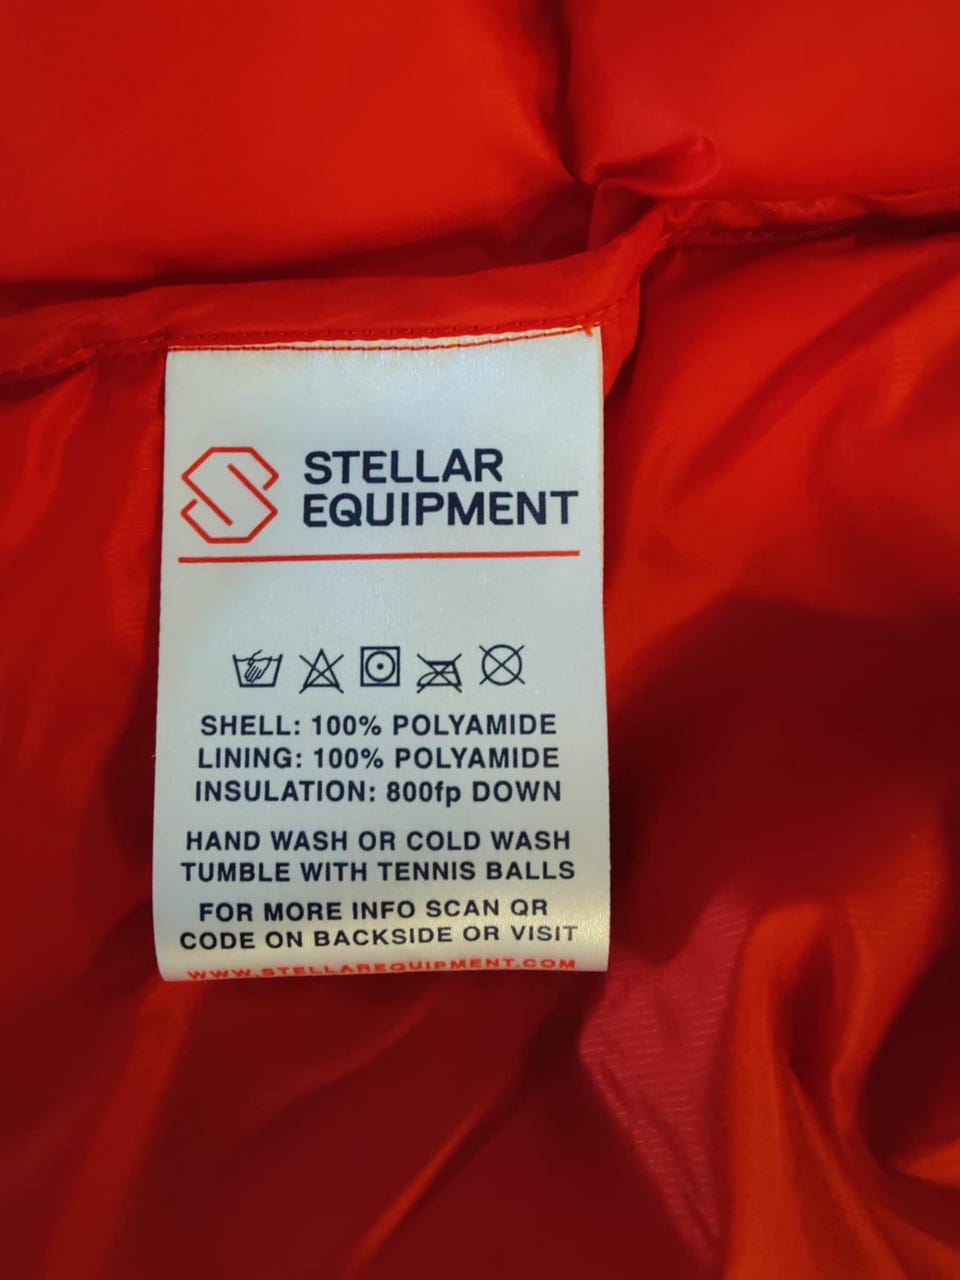 STELLAR
EQUIPMENT
SHELL: 100% POLYAMIDE
LINING: 100% POLYAMIDE
INSULATION: 800fp DOWN
HAND WASH OR COLD WASH
TUMBLE WITH TENNIS BALLS
FOR MORE INFO SCAN QR
CODE ON BACKSIDE OR VISIT
WWW.STELLAREQUIPMENT.COM